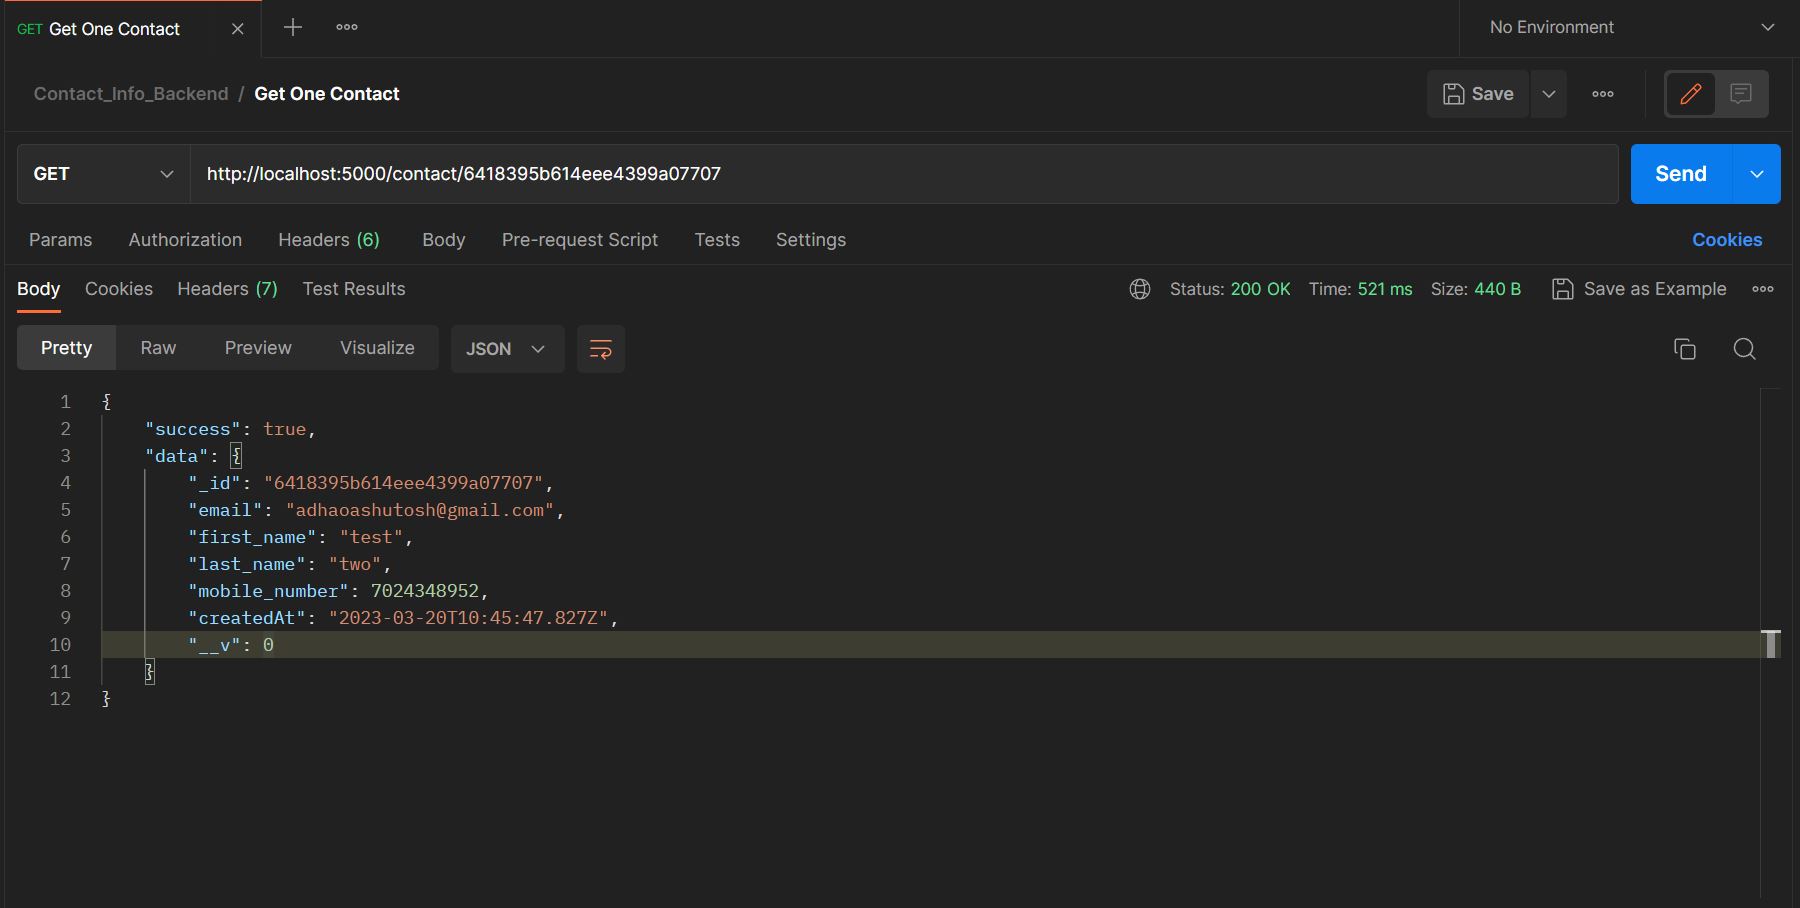 GET Get One Contact
No Environment
Contact_Info_Backend / Get One Contact
Save
GET http://localhost:5000/contact/6418395b614eee4399a07707 Send
Params Authorization Headers (6) Body Pre-request Script Tests Settings Cookies
Body Cookies Headers (7) Test Results Status: 200 OK Time: 521 ms Size: 440 B Save as Example
Pretty Raw Preview Visualize JSON
1 {
2 "success": true,
3 "data": {
4 "_id": "6418395b614eee4399a07707",
5 "email": "adhaoashutosh@gmail.com",
6 "first_name": "test",
7 "last_name": "two",
8 "mobile_number": 7024348952,
9 "createdAt": "2023-03-20T10:45:47.827Z",
10 "__v": 0
11 }
12 }